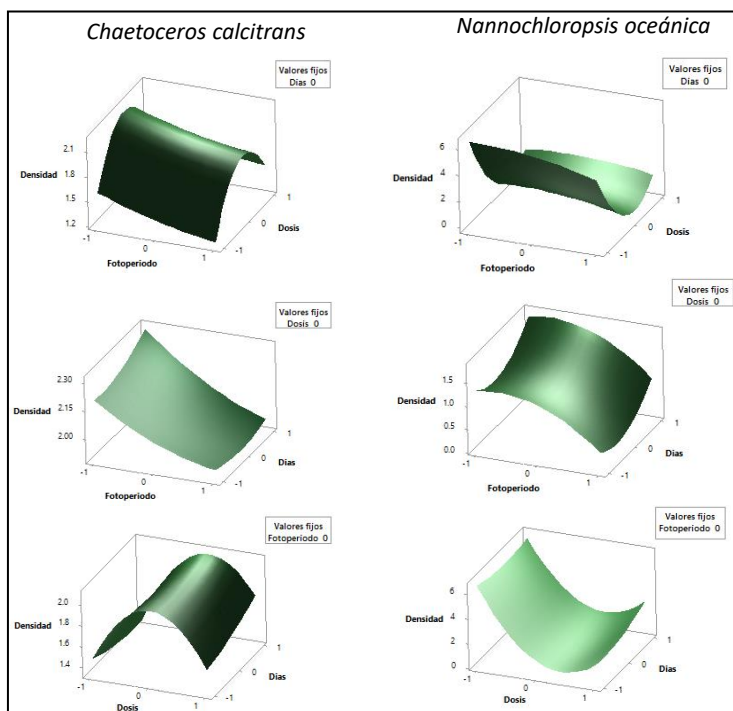 Chaetoceros calcitrans
Nannochloropsis oceánica
Valores fijos
Días 0
2.1
1.8
1.5
1.2
Densidad
-1
0
1
Fotoperiodo
-1
0
1
Dosis
Valores fijos
Días 0
6
4
2
0
Densidad
-1
0
1
Fotoperiodo
-1
0
1
Dosis
Valores fijos
Dosis 0
2.30
2.15
2.00
Densidad
-1
0
1
Fotoperiodo
-1
0
1
Días
Valores fijos
Dosis 0
1.5
1.0
0.5
0.0
Densidad
-1
0
1
Fotoperiodo
-1
0
1
Días
Valores fijos
Fotoperiodo 0
2.0
1.8
1.6
1.4
Densidad
-1
0
1
Dosis
-1
0
1
Días
Valores fijos
Fotoperiodo 0
6
4
2
0
Densidad
-1
0
1
Dosis
-1
0
1
Días